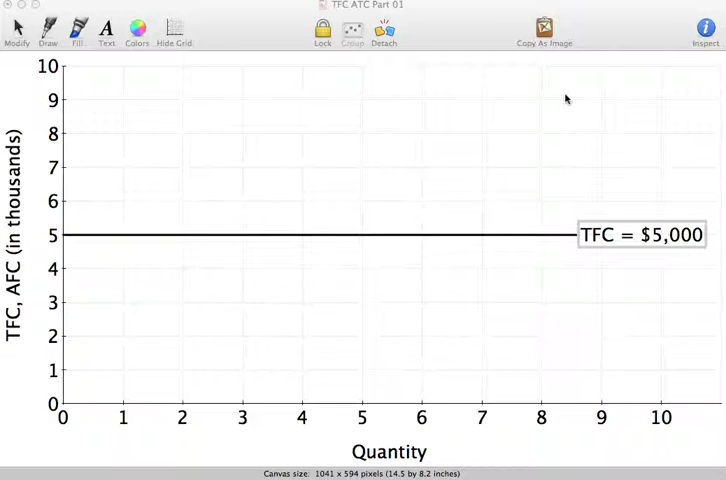 TFC ATC Part 01
Modify Draw Fill Text Colors Hide Grid Lock Group Detach Copy As Image Inspect
10
9
8
7
6
5
4
3
2
1
0
TFC, AFC (in thousands)
TFC = $5,000
0 1 2 3 4 5 6 7 8 9 10
Quantity
Canvas size: 1041 x 594 pixels (14.5 by 8.2 inches)